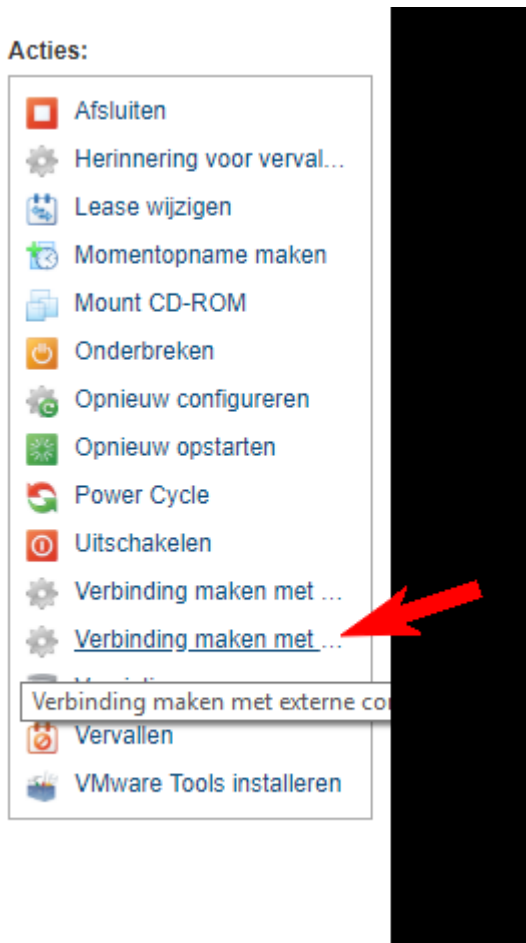 Acties:
Afsluiten
Herinnering voor verval...
Lease wijzigen
Momentopname maken
Mount CD-ROM
Onderbreken
Opnieuw configureren
Opnieuw opstarten
Power Cycle
Uitschakelen
Verbinding maken met ...
Verbinding maken met ...
Verbinding maken met externe
Vervallen
VMware Tools installeren